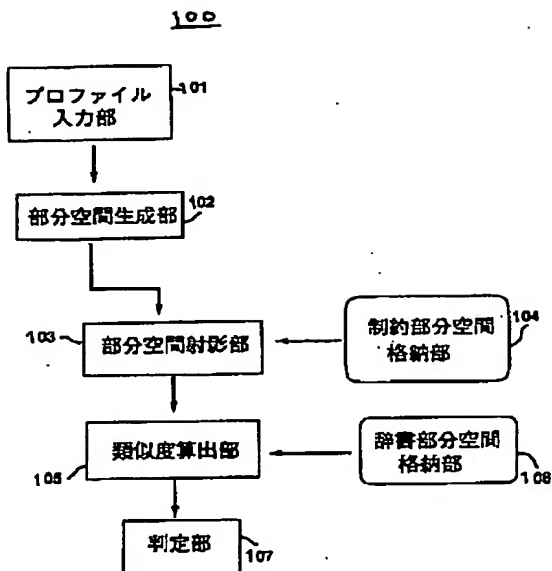 100
プロファイル
入力部
101
部分空間生成部
102
103
部分空間射影部
制約部分空間
格納部
104
105
類似度算出部
辞書部分空間
格納部
108
判定部
107